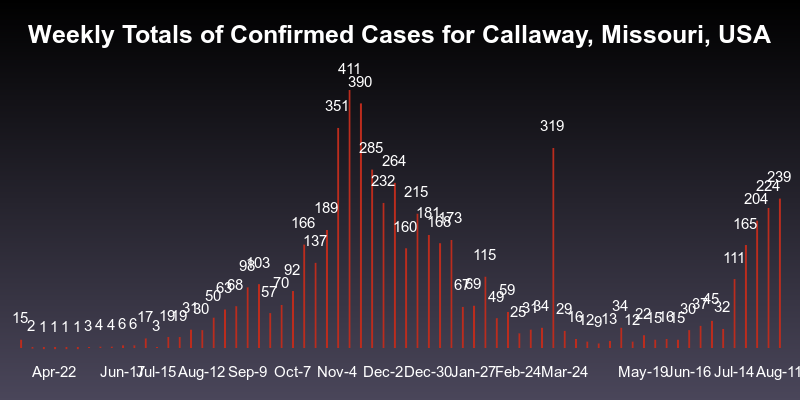 Weekly Totals of Confirmed Cases for Callaway, Missouri, USA
15 2 1 1 1 1 3 4 4 6 6 17 3 19 19 31 30 50 63 68 98 103 57 70 92 166 137 189 351 411 390 285 232 264 160 215 181 168 173 67 69 115 49 59 25 31 34 319 29 16 12 9 13 34 12 22 15 16 15 30 37 45 32 111 165 204 224 239
Apr-22 Jun-17 Jul-15 Aug-12 Sep-9 Oct-7 Nov-4 Dec-2 Dec-30 Jan-27 Feb-24 Mar-24 May-19 Jun-16 Jul-14 Aug-11